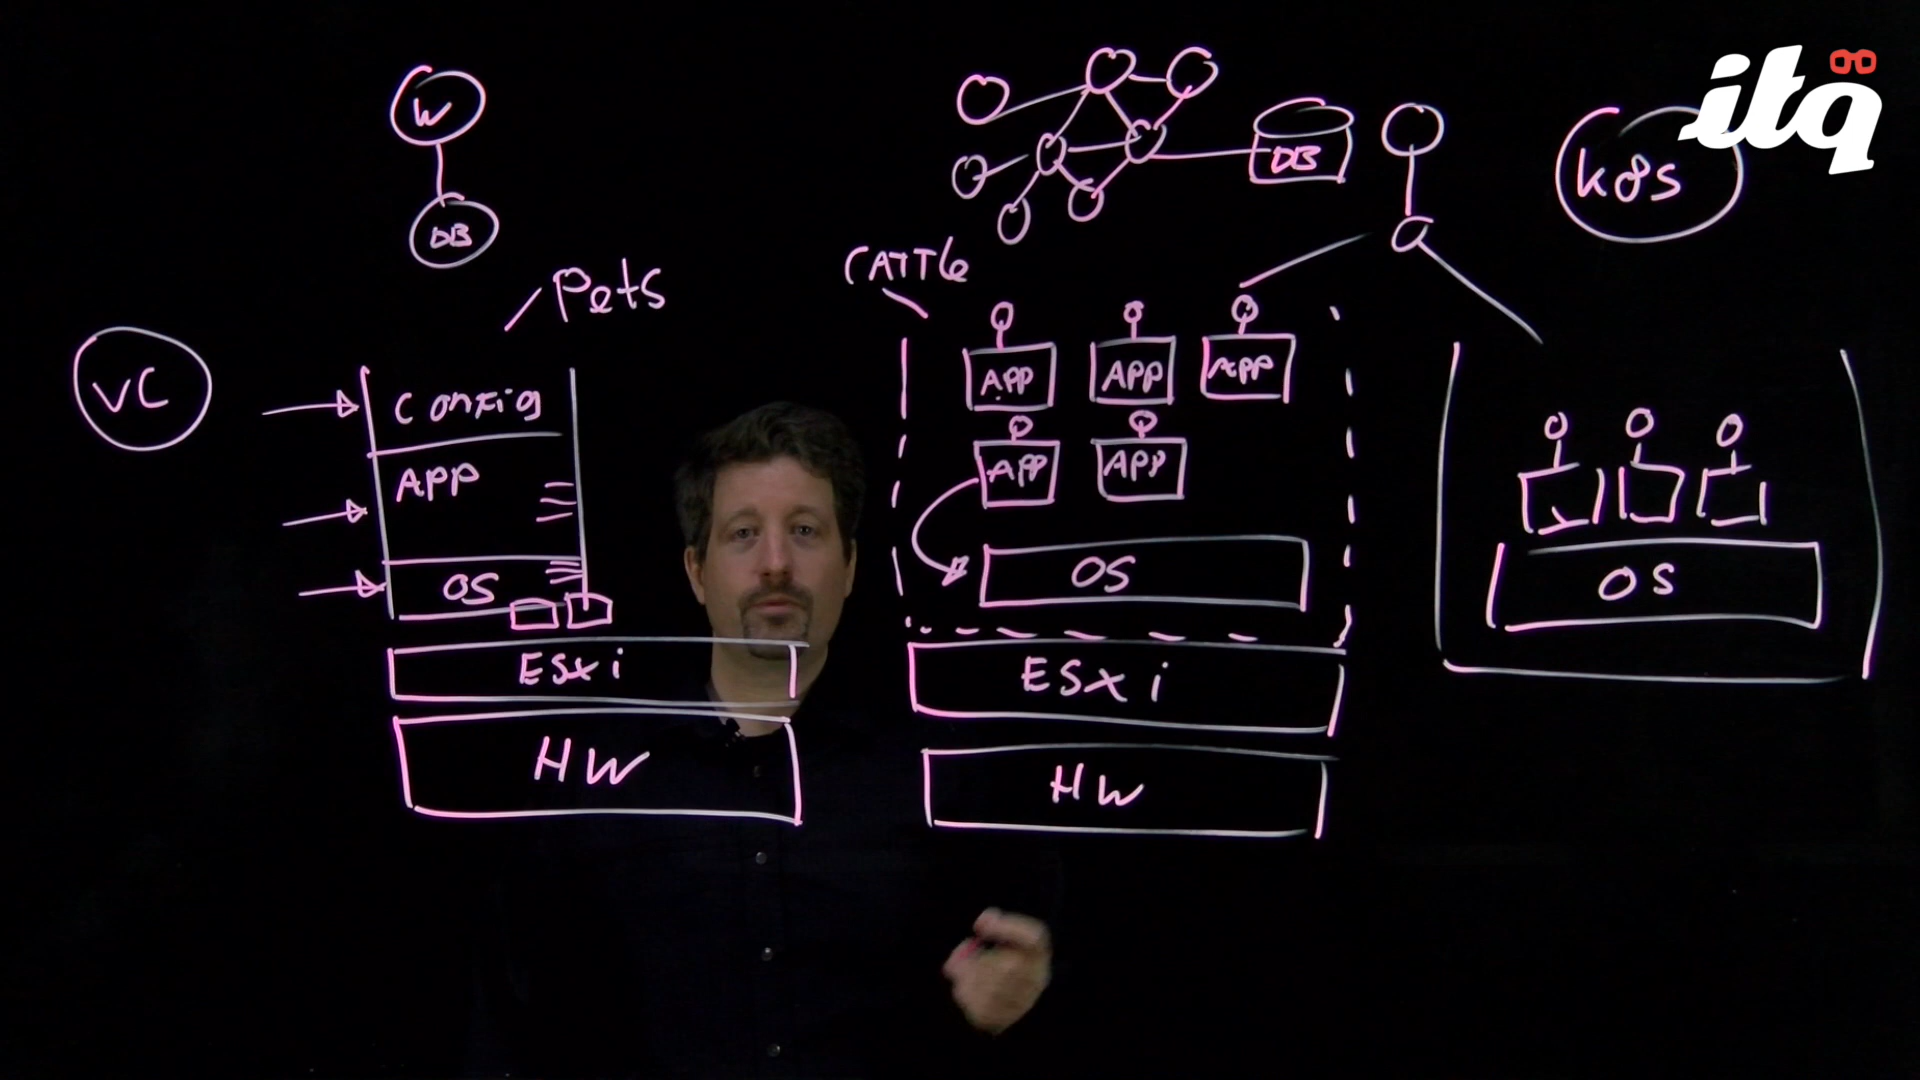 itq
W
DB
DB
k8s
Pets
CATTLE
VC
Config
APP
OS
ESXi
HW
APP
APP
APP
APP
APP
OS
ESXi
HW
OS